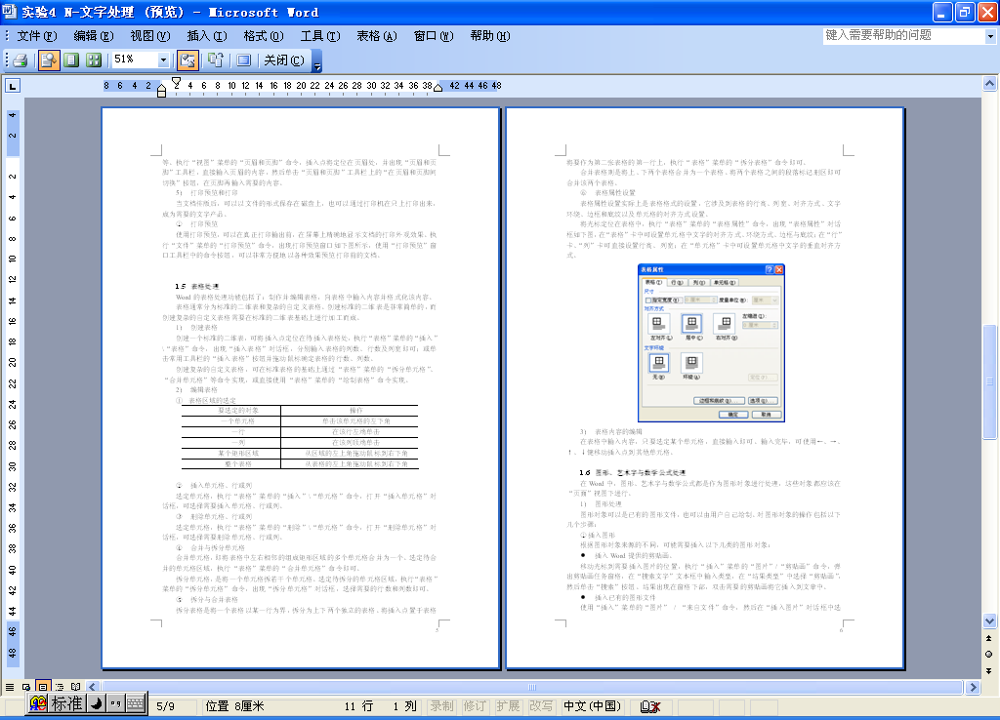 实验4 N-文字处理 (预览) - Microsoft Word
文件(F) 编辑(E) 视图(V) 插入(I) 格式(O) 工具(T) 表格(A) 窗口(W) 帮助(H)
键入需要帮助的问题
51% 关闭(C)
8 6 4 2 2 4 6 8 10 12 14 16 18 20 22 24 26 28 30 32 34 36 38 42 44 46 48
等。执行“视图”菜单的“页眉和页脚”命令，插入点将定位在页眉处，并出现“页眉和页
脚”工具栏，直接输入页眉的内容，然后单击“页眉和页脚”工具栏上的“在页眉和页脚间
切换”按钮，在页脚再输入需要的内容。
5) 打印预览和打印
当文档排版后，可以以文件的形式保存在磁盘上，也可以通过打印机在只上打印出来，
成为需要的文字产品。
① 打印预览
使用打印预览，可以在真正打印输出前，在屏幕上精确地显示文档的打印外观效果。执
行“文件”菜单的“打印预览”命令，出现打印预览窗口如下图所示，使用“打印预览”窗
口工具栏中的命令按钮，可以非常方便地以各种效果预览打印前的文档。
1.5 表格处理
Word 的表格处理功能包括了：制作并编辑表格，向表格中输入内容并格式化该内容。
表格通常分为标准的二维表和复杂的自定义表格。创建标准的二维表是非常简单的，而
创建复杂的自定义表格需要在标准的二维表基础上进行加工而成。
1) 创建表格
创建一个标准的二维表，可将插入点定位在待插入表格处，执行“表格”菜单的“插入”
\“表格”命令，出现“插入表格”对话框，分别输入表格的列数、行数及列宽即可；或单
击常用工具栏的“插入表格”按钮并拖动鼠标确定表格的行数、列数。
创建复杂的自定义表格，可在标准表格的基础上通过“表格”菜单的“拆分单元格”、
“合并单元格”等命令实现，或直接使用“表格”菜单的“绘制表格”命令实现。
2) 编辑表格
① 表格区域的选定
要选定的对象 操作
一个单元格 单击该单元格的左下角
一行 在该行左端单击
一列 在该列顶端单击
某个矩形区域 从区域的左上角拖动鼠标到右下角
整个表格 从表格的左上角拖动鼠标到右下角
② 插入单元格、行或列
选定单元格，执行“表格”菜单的“插入”\“单元格”命令，打开“插入单元格”对
话框，可选择需要插入单元格、行或列。
③ 删除单元格、行或列
选定单元格，执行“表格”菜单的“删除”\“单元格”命令，打开“删除单元格”对
话框，可选择需要删除单元格、行或列。
④ 合并与拆分单元格
合并单元格，即将表格中左右相邻的组成矩形区域的多个单元格合并为一个。选定待合
并的单元格区域，执行“表格”菜单的“合并单元格”命令即可。
拆分单元格，是将一个单元格拆若干个单元格。选定待拆分的单元格区域，执行“表格”
菜单的“拆分单元格”命令，出现“拆分单元格”对话框，选择需要的行数和列数即可。
⑤ 拆分与合并表格
拆分表格是将一个表格以某一行为界，拆分为上下两个独立的表格。将插入点置于表格
5
将要作为第二张表格的第一行上，执行“表格”菜单的“拆分表格”命令即可。
合并表格则是将上、下两个表格合并为一个表格。将两个表格之间的段落标记删区即可
合并该两个表格。
⑥ 表格属性设置
表格属性设置实际上是表格格式的设置，它涉及到表格的行高、列宽、对齐方式、文字
环绕、边框和底纹以及单元格的对齐方式设置。
将光标定位在表格中，执行“表格”菜单的“表格属性”命令，出现“表格属性”对话
框如下图，在“表格”卡中可设置单元格中文字的对齐方式、环绕方式、边框与底纹；在“行”
卡、“列”卡可直接设置行高、列宽；在“单元格”卡中可设置单元格中文字的垂直对齐方
式。
表格属性
表格(T) 行(R) 列(U) 单元格(E)
尺寸
指定宽度(W): 度量单位(M):
对齐方式
左缩进(I):
左对齐(L) 居中(C) 右对齐(H)
文字环绕
无(N) 环绕(A)
边框和底纹(B)... 选项(O)...
确定 取消
3) 表格内容的编辑
在表格中输入内容，只要选定某个单元格，直接输入即可。输入完毕，可使用←、→、
↑、↓键移动插入点到其他单元格。
1.6 图形、艺术字与数学公式处理
在 Word 中，图形、艺术字与数学公式都是作为图形对象进行处理，这些对象都应该在
“页面”视图下进行。
1) 图形处理
图形对象可以是已有的图形文件，也可以由用户自己绘制。对图形对象的操作包括以下
几个步骤：
①插入图形
根据图形对象来源的不同，可能需要插入以下几类的图形对象：
● 插入 Word 提供的剪贴画：
移动光标到需要插入图片的位置，执行“插入”菜单的“图片”/“剪贴画”命令，弹
出剪贴画任务窗格，在“搜索文字”文本框中输入类型，在“结果类型”中选择“剪贴画”，
然后单击“搜索”按钮，结果出现在窗格下部，双击需要的剪贴画将它插入到文章中。
● 插入已有的图形文件
使用“插入”菜单的“图片” / “来自文件”命令，然后在“插入图片”对话框中选
6
标准
5/9 位置 8厘米 11 行 1 列 录制 修订 扩展 改写 中文(中国)